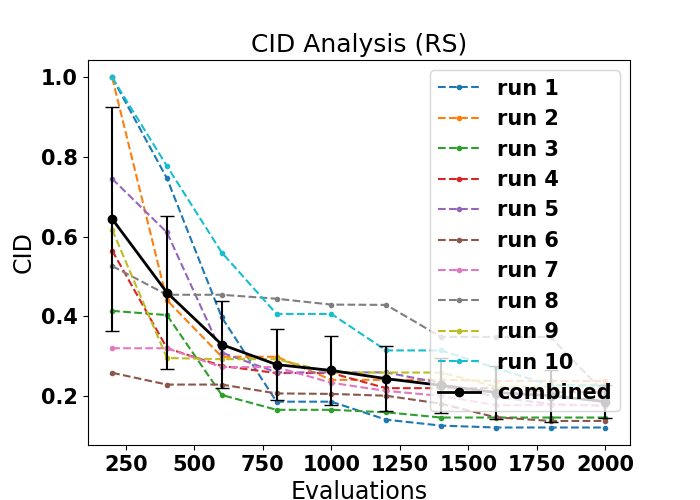 CID Analysis (RS)
1.0
0.8
0.6
0.4
0.2
CID
run 1
run 2
run 3
run 4
run 5
run 6
run 7
run 8
run 9
run 10
combined
250 500 750 1000 1250 1500 1750 2000
Evaluations